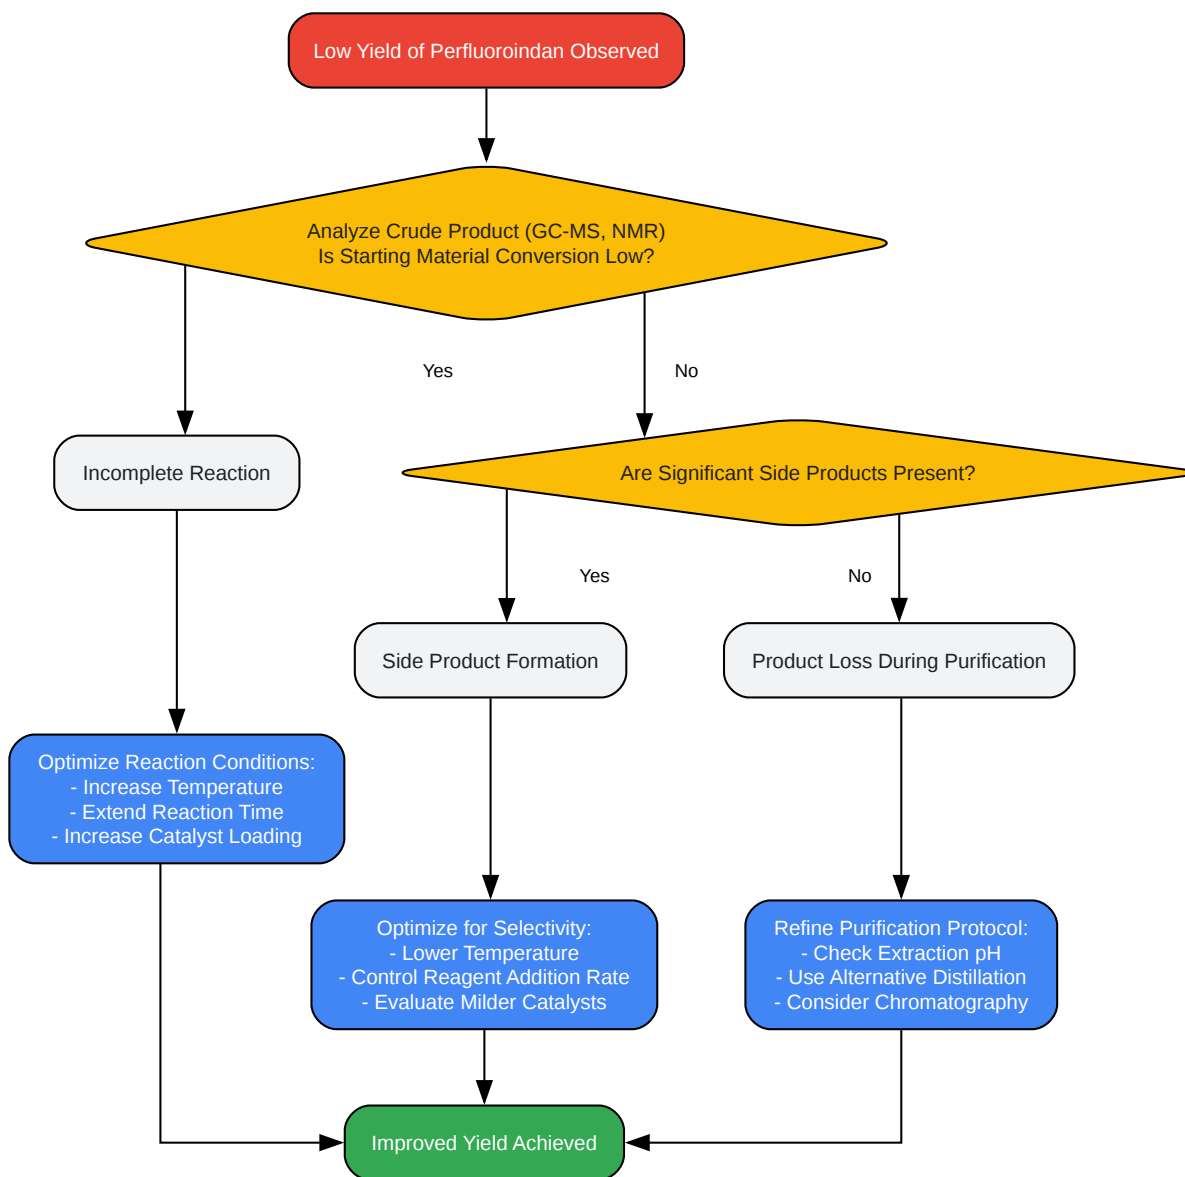 Low Yield of Perfluoroindan Observed
Analyze Crude Product (GC-MS, NMR)
Is Starting Material Conversion Low?
Yes
No
Incomplete Reaction
Are Significant Side Products Present?
Yes
No
Side Product Formation
Product Loss During Purification
Optimize Reaction Conditions:
- Increase Temperature
- Extend Reaction Time
- Increase Catalyst Loading
Optimize for Selectivity:
- Lower Temperature
- Control Reagent Addition Rate
- Evaluate Milder Catalysts
Refine Purification Protocol:
- Check Extraction pH
- Use Alternative Distillation
- Consider Chromatography
Improved Yield Achieved